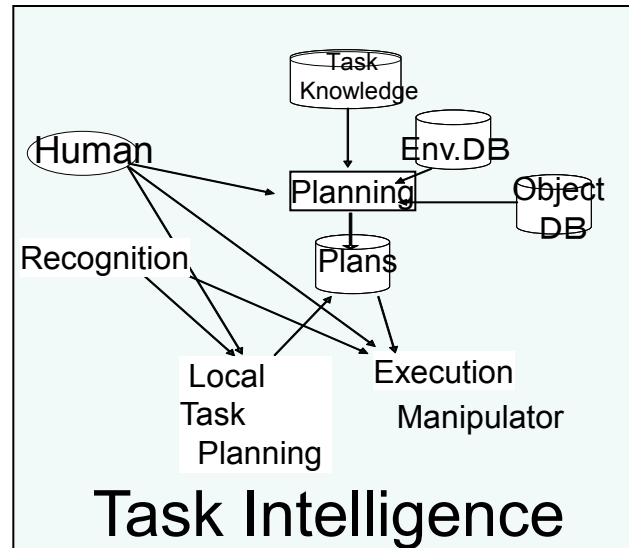 Task
Knowledge
Human
Env.DB
Planning
Object
DB
Recognition
Plans
Local
Task
Planning
Execution
Manipulator
Task Intelligence